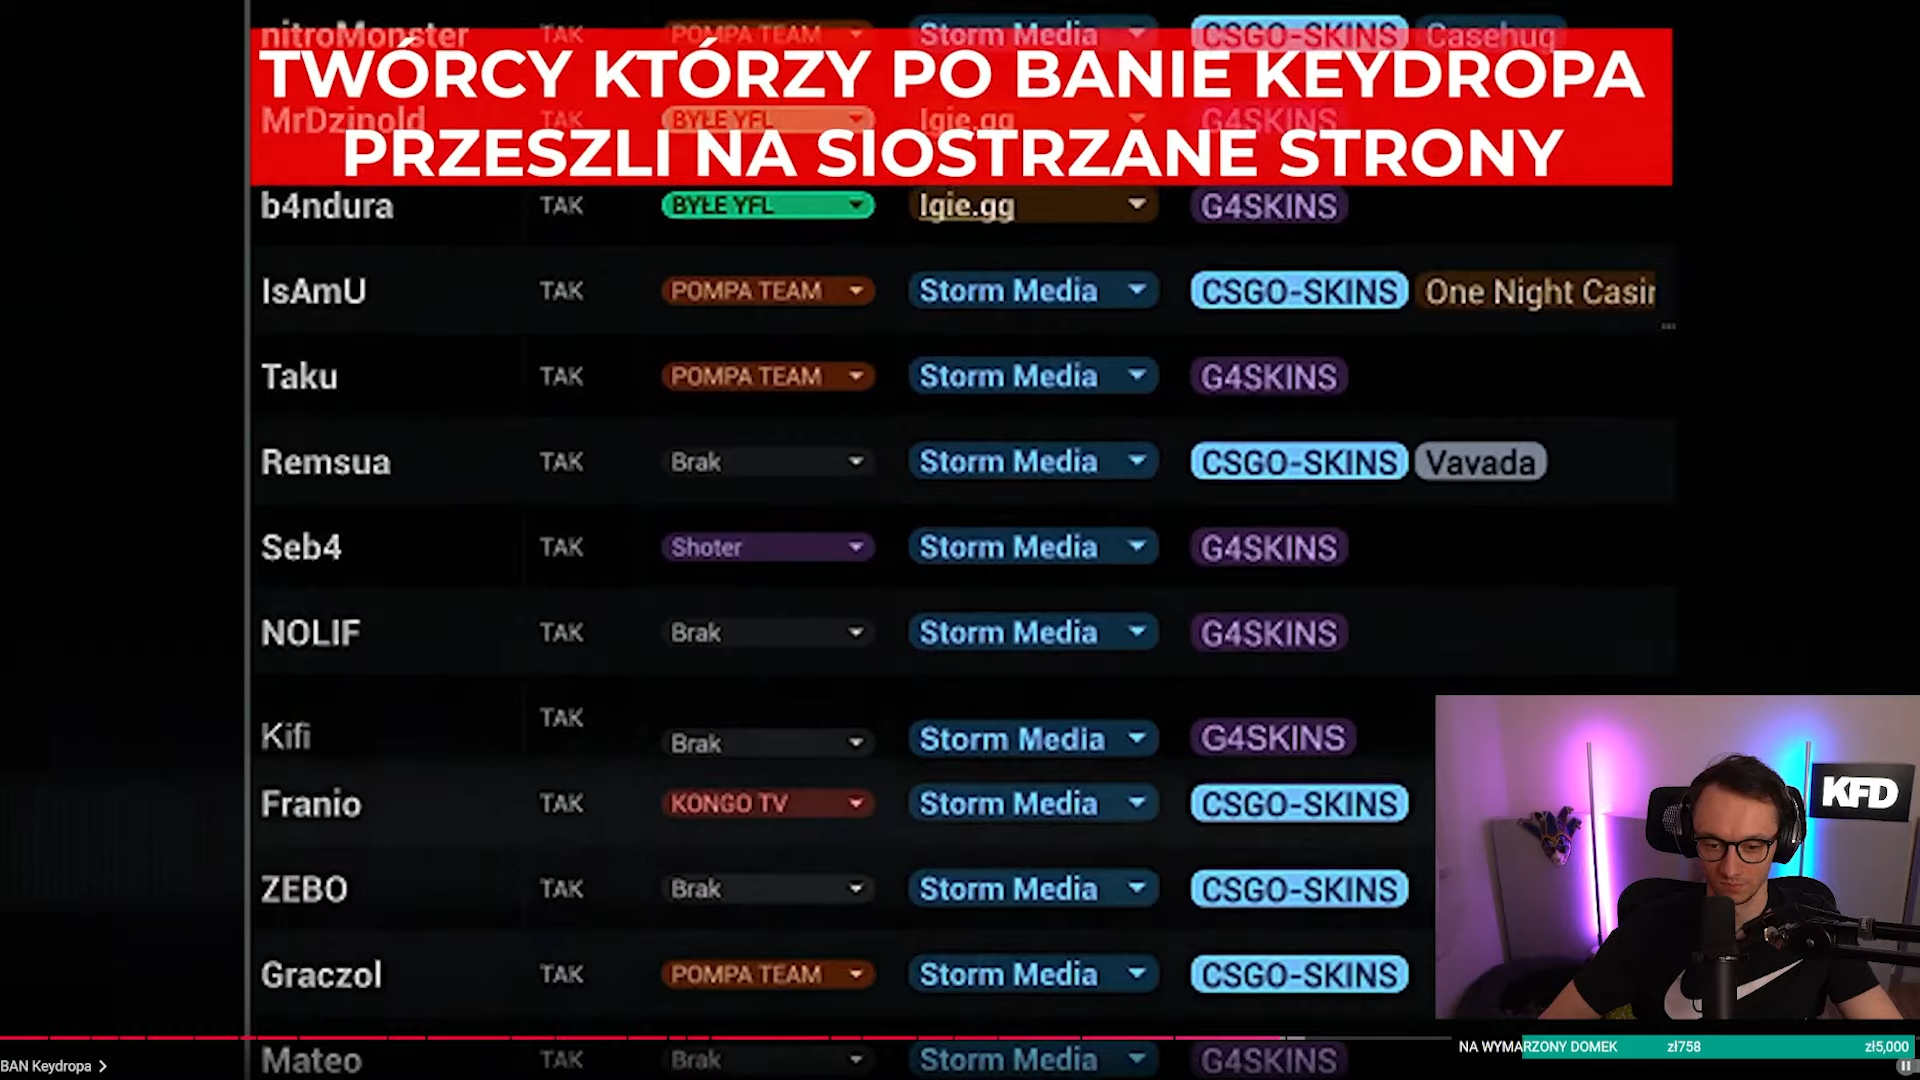 nitroMonster TAK POMPA TEAM Storm Media CSGO-SKINS Casehug
TWÓRCY KTÓRZY PO BANIE KEYDROPA
MrDzinold TAK BYŁE YFL lgie.gg G4SKINS
PRZESZLI NA SIOSTRZANE STRONY
b4ndura TAK BYŁE YFL lgie.gg G4SKINS
IsAmU TAK POMPA TEAM Storm Media CSGO-SKINS One Night Casin
Taku TAK POMPA TEAM Storm Media G4SKINS
Remsua TAK Brak Storm Media CSGO-SKINS Vavada
Seb4 TAK Shoter Storm Media G4SKINS
NOLIF TAK Brak Storm Media G4SKINS
Kifi TAK Brak Storm Media G4SKINS
Franio TAK KONGO TV Storm Media CSGO-SKINS
KFD
ZEBO TAK Brak Storm Media CSGO-SKINS
Graczol TAK POMPA TEAM Storm Media CSGO-SKINS
NA WYMARZONY DOMEK zł758 zł5,000
Mateo TAK Brak Storm Media G4SKINS
BAN Keydropa